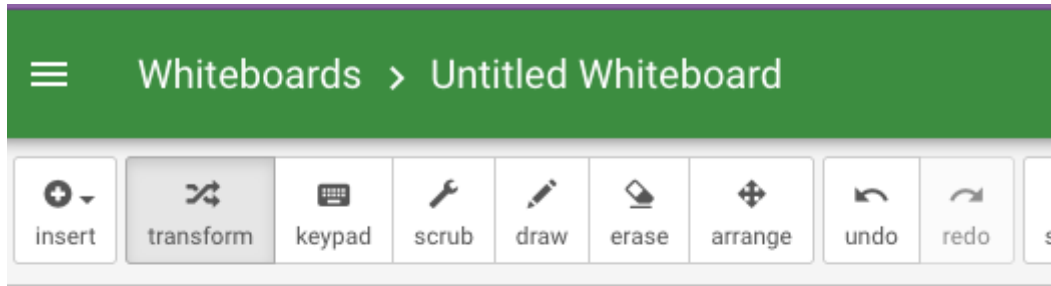 Whiteboards > Untitled Whiteboard
insert transform keypad scrub draw erase arrange undo redo